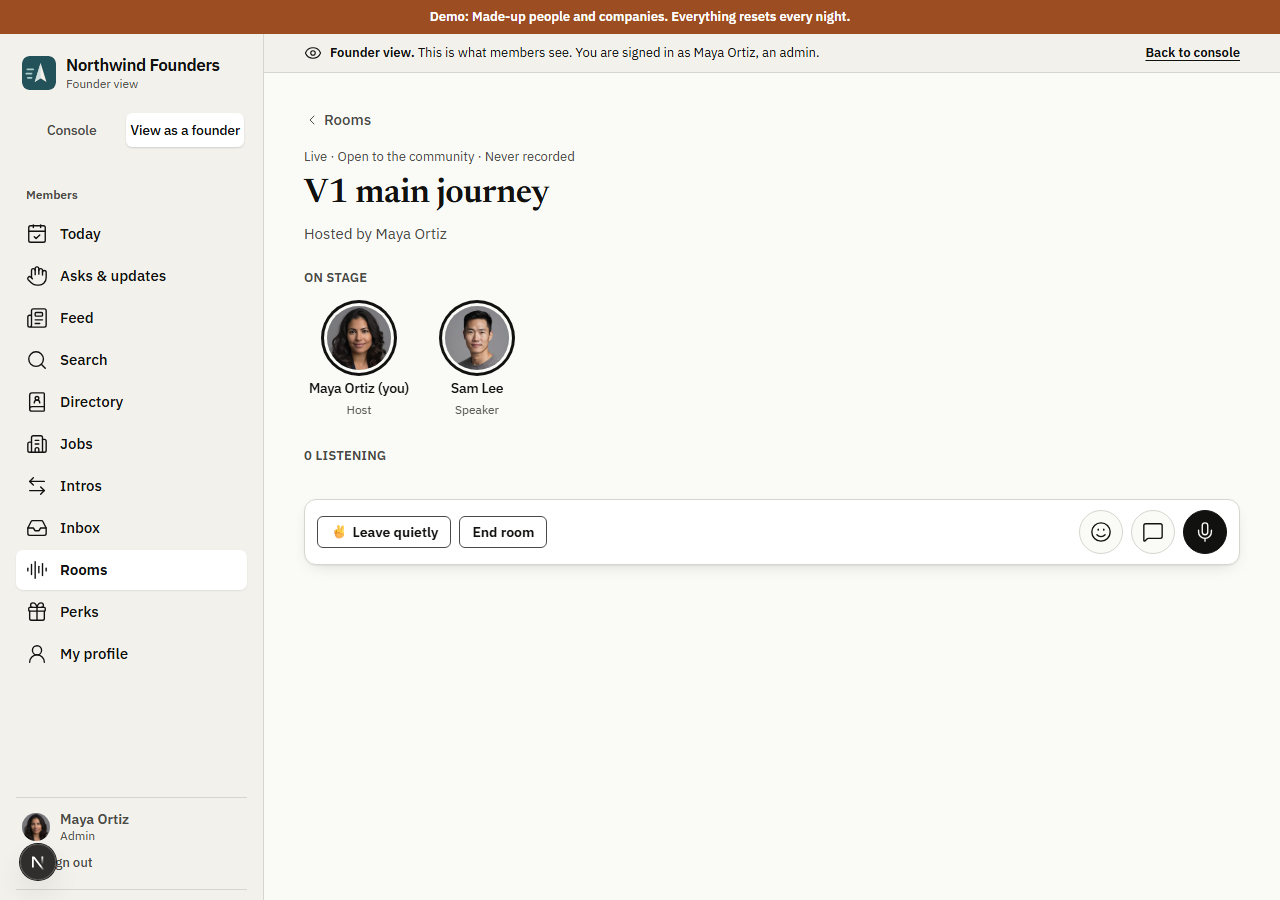 Demo: Made-up people and companies. Everything resets every night.
Northwind Founders
Founder view
Console
View as a founder
Members
Today
Asks & updates
Feed
Search
Directory
Jobs
Intros
Inbox
Rooms
Perks
My profile
Maya Ortiz
Admin
gn out
Founder view. This is what members see. You are signed in as Maya Ortiz, an admin.
Back to console
Rooms
Live · Open to the community · Never recorded
V1 main journey
Hosted by Maya Ortiz
ON STAGE
Maya Ortiz (you)
Host
Sam Lee
Speaker
0 LISTENING
✌️ Leave quietly
End room